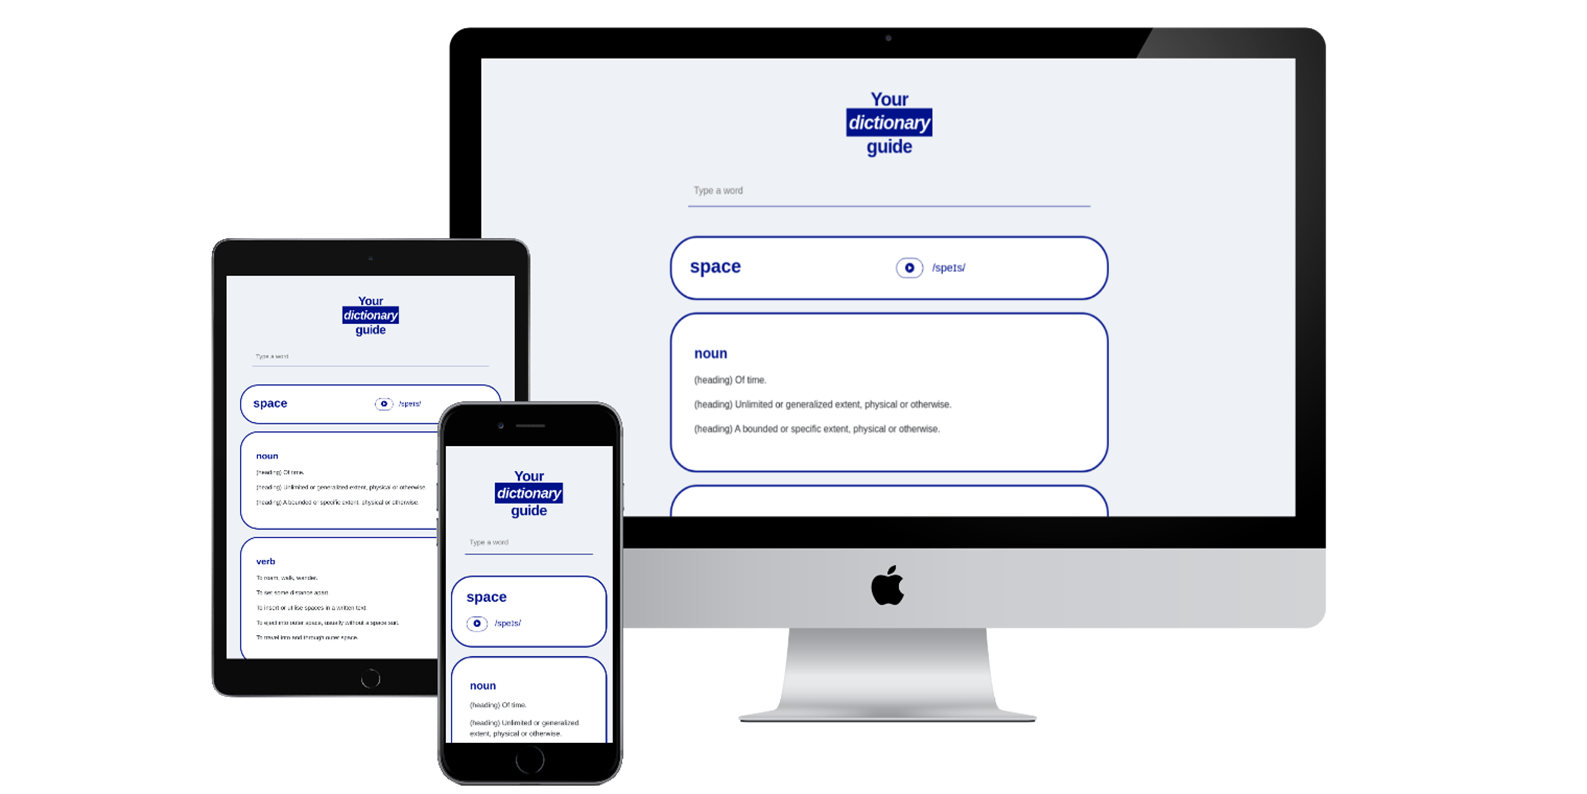 Your
dictionary
guide
Type a word
space
/speɪs/
noun
(heading) Of time.
(heading) Unlimited or generalized extent, physical or otherwise.
(heading) A bounded or specific extent, physical or otherwise.
Your
dictionary
guide
Type a word
space
/speɪs/
noun
(heading) Of time.
(heading) Unlimited or generalized extent, physical or otherwise.
(heading) A bounded or specific extent, physical or otherwise.
verb
To roam, walk, wander.
To set some distance apart.
To insert or utilise spaces in a written text.
To eject into outer space, usually without a space suit.
To travel into and through outer space.
Your
dictionary
guide
Type a word
space
/speɪs/
noun
(heading) Of time.
(heading) Unlimited or generalized
extent, physical or otherwise.